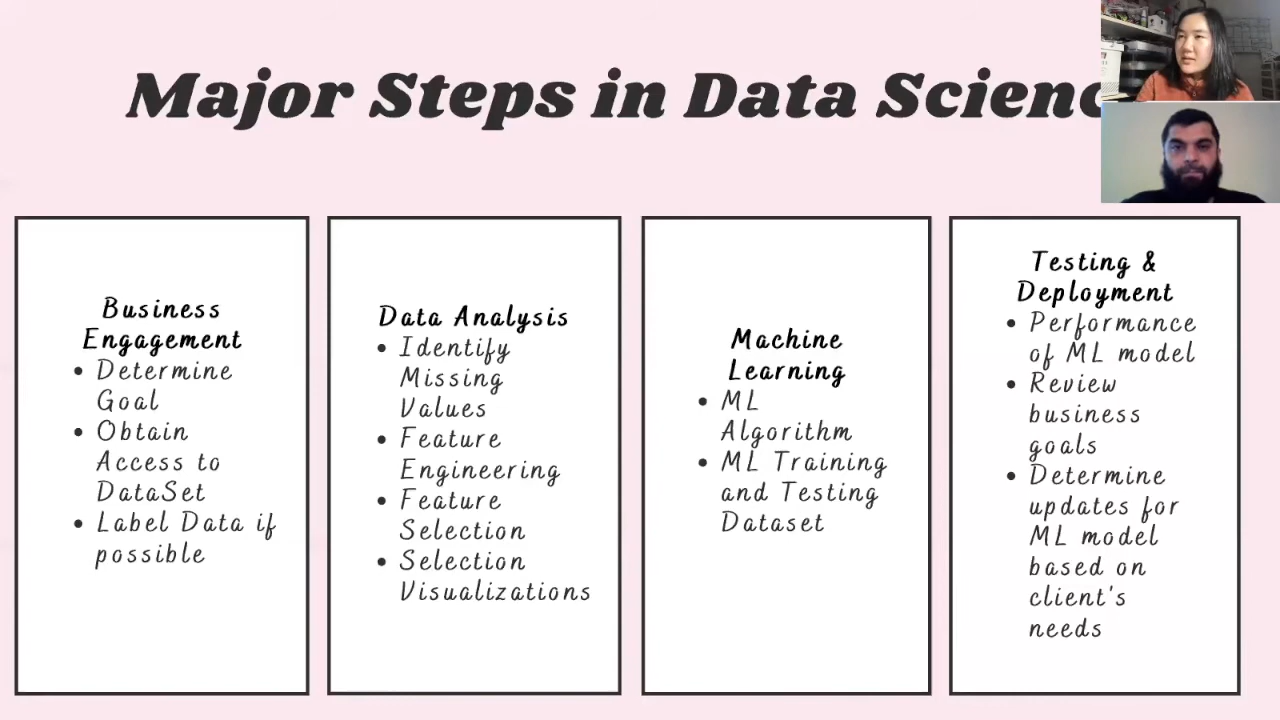 Major Steps in Data Scienc
Business
Engagement
• Determine
Goal
• Obtain
Access to
DataSet
• Label Data if
possible
Data Analysis
• Identify
Missing
Values
• Feature
Engineering
• Feature
Selection
• Selection
Visualizations
Machine
Learning
• ML
Algorithm
• ML Training
and Testing
Dataset
Testing &
Deployment
• Performance
of ML model
• Review
business
goals
• Determine
updates for
ML model
based on
client's
needs